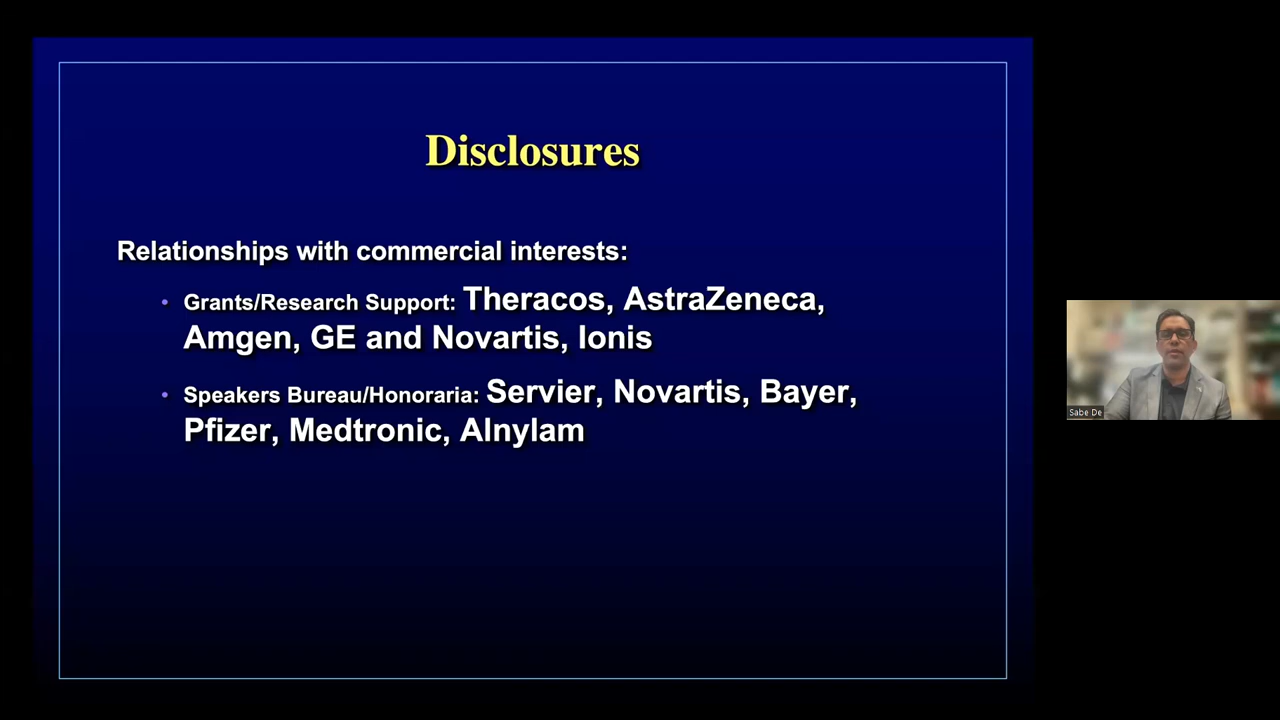 Disclosures
Relationships with commercial interests:
• Grants/Research Support: Theracos, AstraZeneca,
Amgen, GE and Novartis, Ionis
• Speakers Bureau/Honoraria: Servier, Novartis, Bayer,
Pfizer, Medtronic, Alnylam
Sabe De